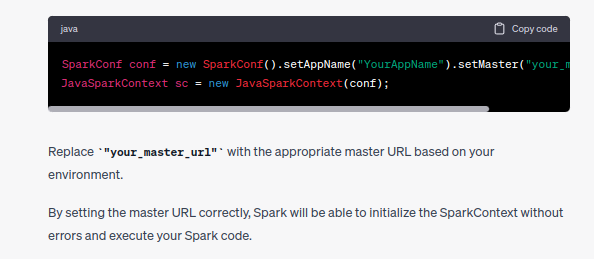 java Copy code
SparkConf conf = new SparkConf().setAppName("YourAppName").setMaster("your_
JavaSparkContext sc = new JavaSparkContext(conf);
Replace `"your_master_url"` with the appropriate master URL based on your
environment.
By setting the master URL correctly, Spark will be able to initialize the SparkContext without
errors and execute your Spark code.